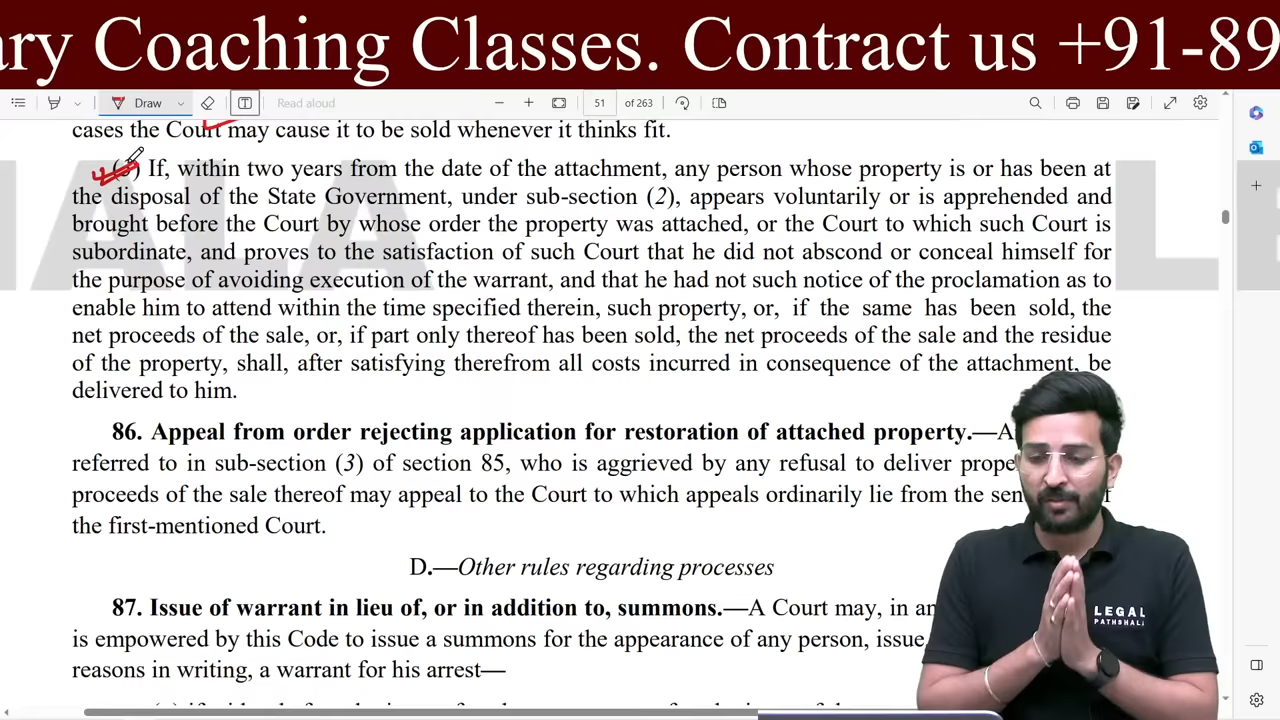 ary Coaching Classes. Contract us +91-89
Draw
Read aloud
51 of 263
cases the Court may cause it to be sold whenever it thinks fit.
(3) If, within two years from the date of the attachment, any person whose property is or has been at
the disposal of the State Government, under sub-section (2), appears voluntarily or is apprehended and
brought before the Court by whose order the property was attached, or the Court to which such Court is
subordinate, and proves to the satisfaction of such Court that he did not abscond or conceal himself for
the purpose of avoiding execution of the warrant, and that he had not such notice of the proclamation as to
enable him to attend within the time specified therein, such property, or, if the same has been sold, the
net proceeds of the sale, or, if part only thereof has been sold, the net proceeds of the sale and the residue
of the property, shall, after satisfying therefrom all costs incurred in consequence of the attachment, be
delivered to him.
86. Appeal from order rejecting application for restoration of attached property.—A
referred to in sub-section (3) of section 85, who is aggrieved by any refusal to deliver prope
proceeds of the sale thereof may appeal to the Court to which appeals ordinarily lie from the sen f
the first-mentioned Court.
D.—Other rules regarding processes
87. Issue of warrant in lieu of, or in addition to, summons.—A Court may, in an
is empowered by this Code to issue a summons for the appearance of any person, issue
reasons in writing, a warrant for his arrest—
LEGAL
PATHSHALA